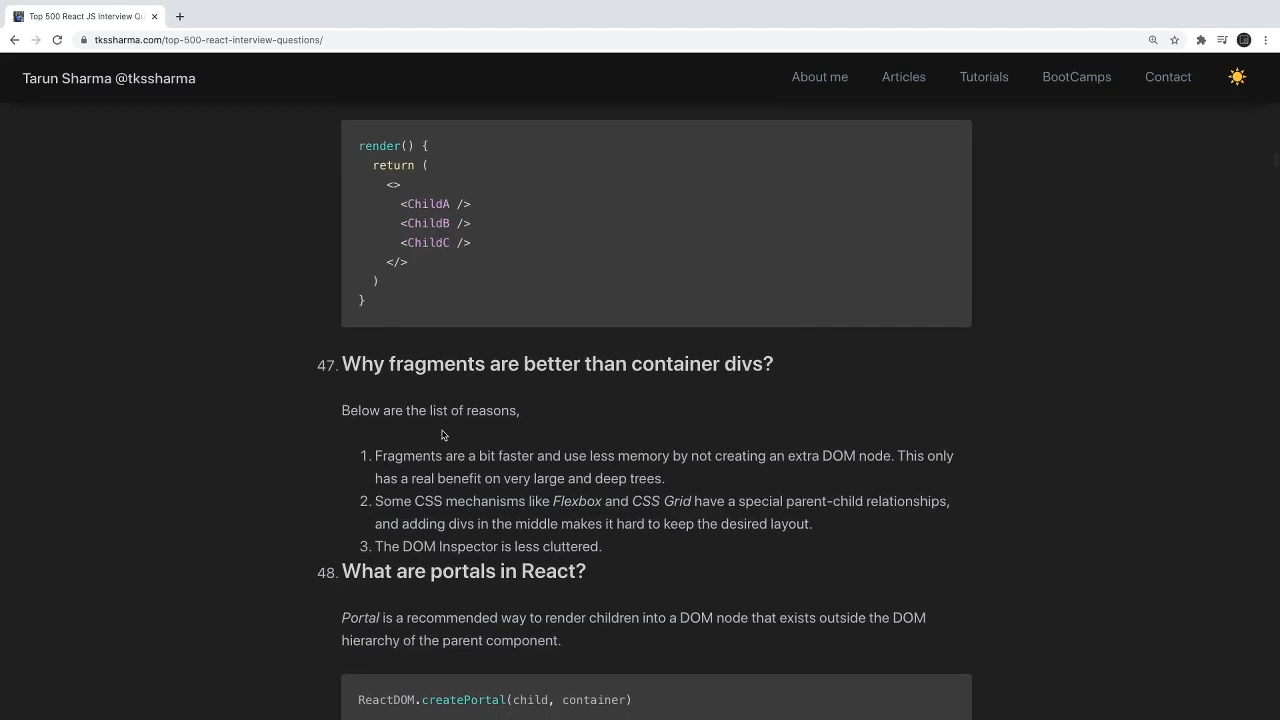 Top 500 React JS Interview Qu
tkssharma.com/top-500-react-interview-questions/
Tarun Sharma @tkssharma
About me
Articles
Tutorials
BootCamps
Contact
render() {
return (
<>
<ChildA />
<ChildB />
<ChildC />
</>
)
}
47. Why fragments are better than container divs?
Below are the list of reasons,
1. Fragments are a bit faster and use less memory by not creating an extra DOM node. This only
has a real benefit on very large and deep trees.
2. Some CSS mechanisms like Flexbox and CSS Grid have a special parent-child relationships,
and adding divs in the middle makes it hard to keep the desired layout.
3. The DOM Inspector is less cluttered.
48. What are portals in React?
Portal is a recommended way to render children into a DOM node that exists outside the DOM
hierarchy of the parent component.
ReactDOM.createPortal(child, container)